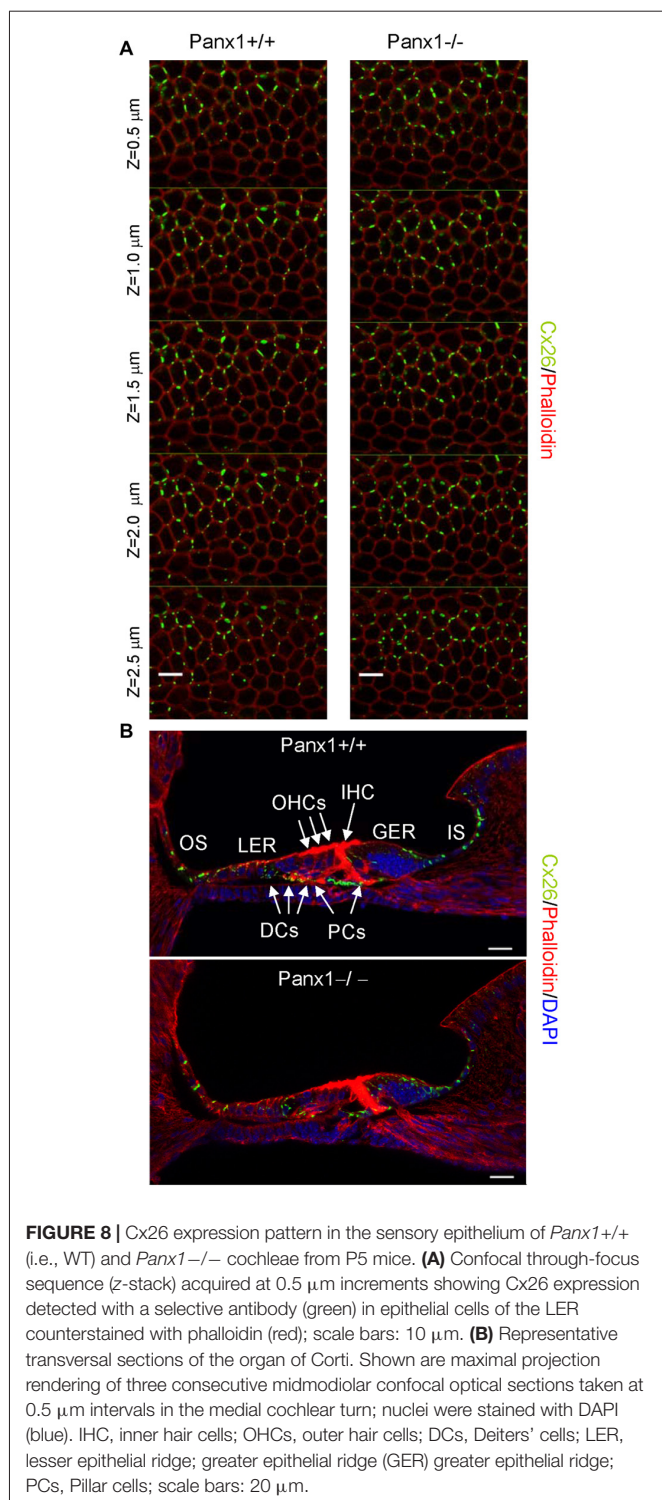 Panx1+/+ Panx1-/-
A
Z=0.5 µm
Z=1.0 µm
Z=1.5 µm
Z=2.0 µm
Z=2.5 µm
Cx26/Phalloidin
B
Panx1+/+
OHCs IHC
OS LER GER IS
DCs PCs
Cx26/Phalloidin/DAPI
Panx1–/ –
FIGURE 8 | Cx26 expression pattern in the sensory epithelium of Panx1+/+
(i.e., WT) and Panx1−/− cochleae from P5 mice. (A) Confocal through-focus
sequence (z-stack) acquired at 0.5 µm increments showing Cx26 expression
detected with a selective antibody (green) in epithelial cells of the LER
counterstained with phalloidin (red); scale bars: 10 µm. (B) Representative
transversal sections of the organ of Corti. Shown are maximal projection
rendering of three consecutive midmodiolar confocal optical sections taken at
0.5 µm intervals in the medial cochlear turn; nuclei were stained with DAPI
(blue). IHC, inner hair cells; OHCs, outer hair cells; DCs, Deiters' cells; LER,
lesser epithelial ridge; greater epithelial ridge (GER) greater epithelial ridge;
PCs, Pillar cells; scale bars: 20 µm.